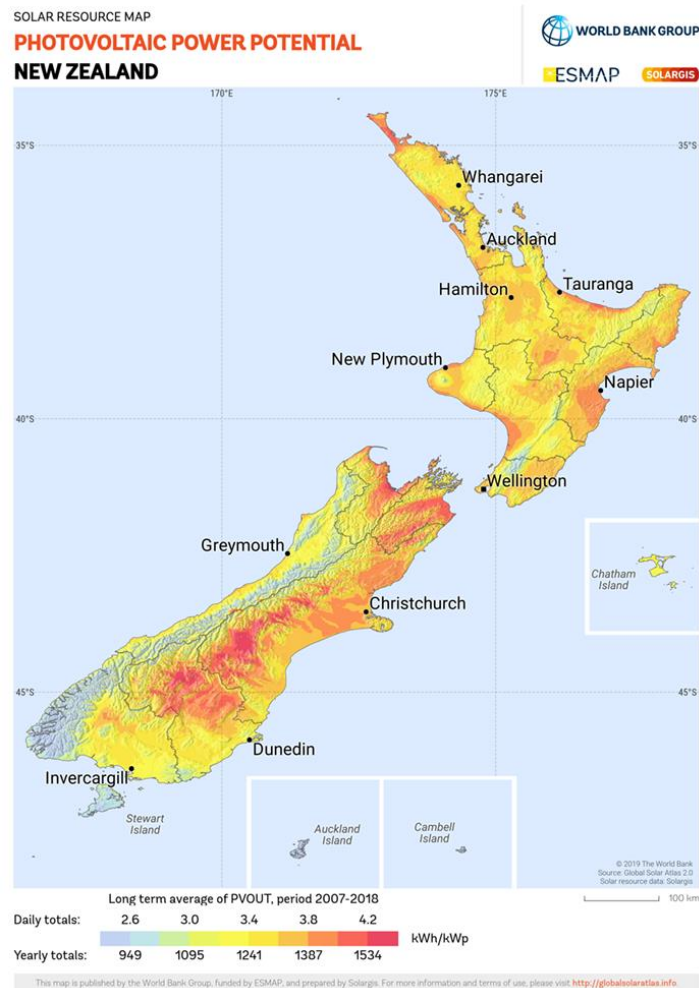 SOLAR RESOURCE MAP
PHOTOVOLTAIC POWER POTENTIAL
NEW ZEALAND
WORLD BANK GROUP
ESMAP
SOLARGIS
170°E
175°E
35°S
35°S
Whangarei
Auckland
Hamilton
Tauranga
New Plymouth
Napier
40°S
40°S
Wellington
Greymouth
Chatham
Island
Christchurch
45°S
45°S
Dunedin
Invercargill
Stewart
Island
Auckland
Island
Cambell
Island
© 2019 The World Bank
Source: Global Solar Atlas 2.0
Solar resource data: Solargis
100 km
Long term average of PVOUT, period 2007-2018
Daily totals: 2.6 3.0 3.4 3.8 4.2
kWh/kWp
Yearly totals: 949 1095 1241 1387 1534
This map is published by the World Bank Group, funded by ESMAP, and prepared by Solargis. For more information and terms of use, please visit http://globalsolaratlas.info.